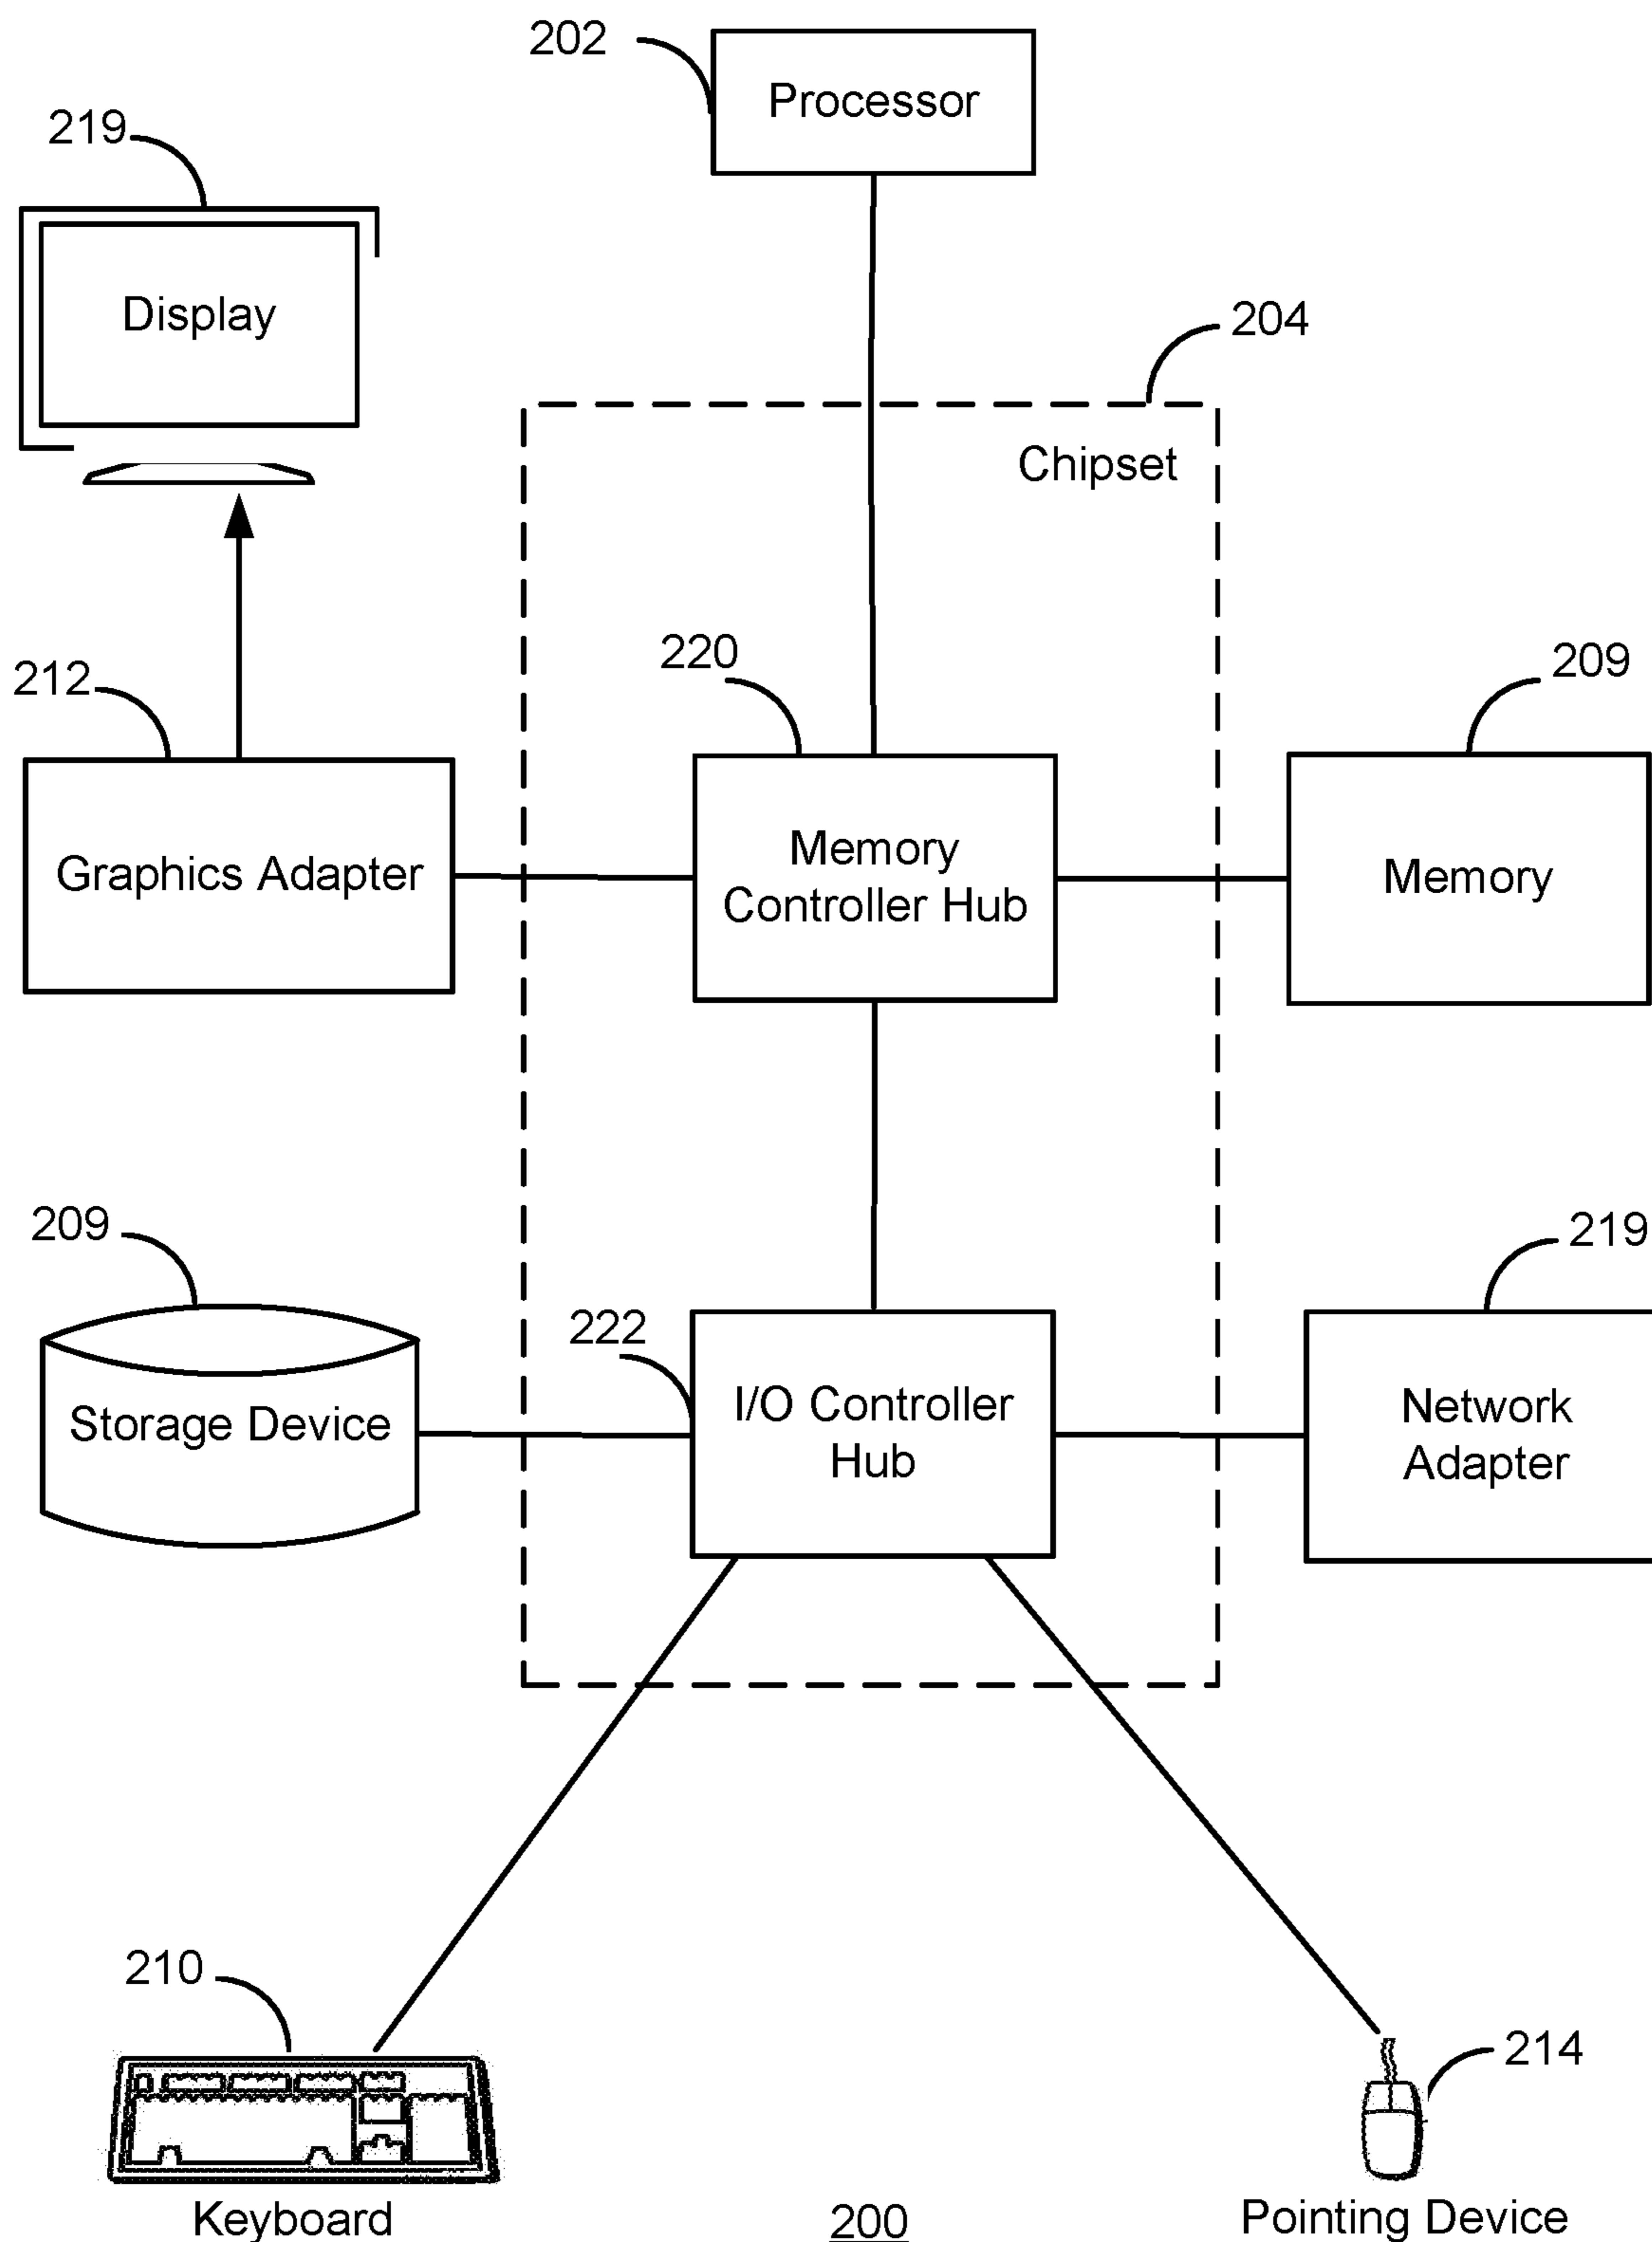 202
Processor
219
Display
204
Chipset
212
220
209
Graphics Adapter
Memory
Controller Hub
Memory
209
222
219
Storage Device
I/O Controller
Hub
Network
Adapter
210
214
Keyboard
200
Pointing Device